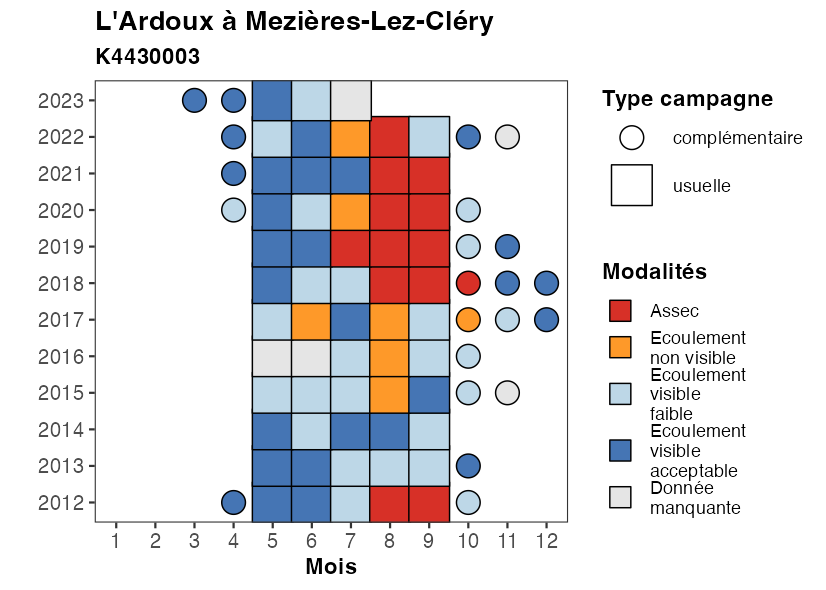 L'Ardoux à Mezières-Lez-Cléry
K4430003
2023
2022
2021
2020
2019
2018
2017
2016
2015
2014
2013
2012
1 2 3 4 5 6 7 8 9 10 11 12
Mois
Type campagne
complémentaire
usuelle
Modalités
Assec
Ecoulement
non visible
Ecoulement
visible
faible
Ecoulement
visible
acceptable
Donnée
manquante